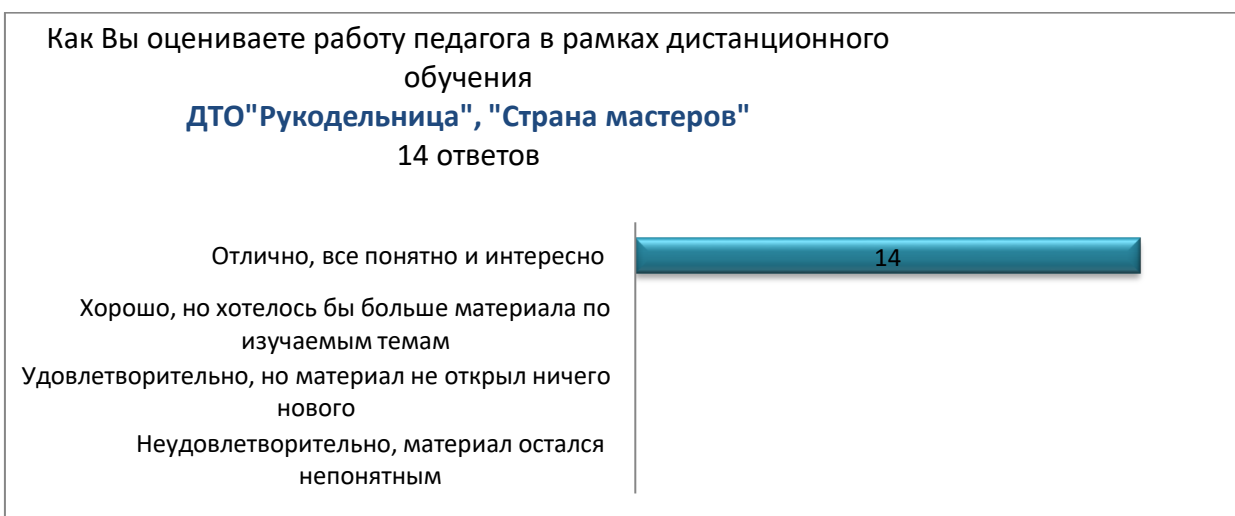 Как Вы оцениваете работу педагога в рамках дистанционного
обучения
ДТО"Рукодельница", "Страна мастеров"
14 ответов
Отлично, все понятно и интересно
14
Хорошо, но хотелось бы больше материала по
изучаемым темам
Удовлетворительно, но материал не открыл ничего
нового
Неудовлетворительно, материал остался
непонятным